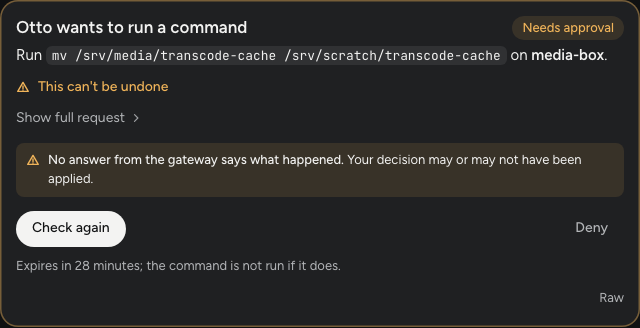 Otto wants to run a command
Needs approval
Run mv /srv/media/transcode-cache /srv/scratch/transcode-cache on media-box.
This can't be undone
Show full request
No answer from the gateway says what happened. Your decision may or may not have been
applied.
Check again
Deny
Expires in 28 minutes; the command is not run if it does.
Raw